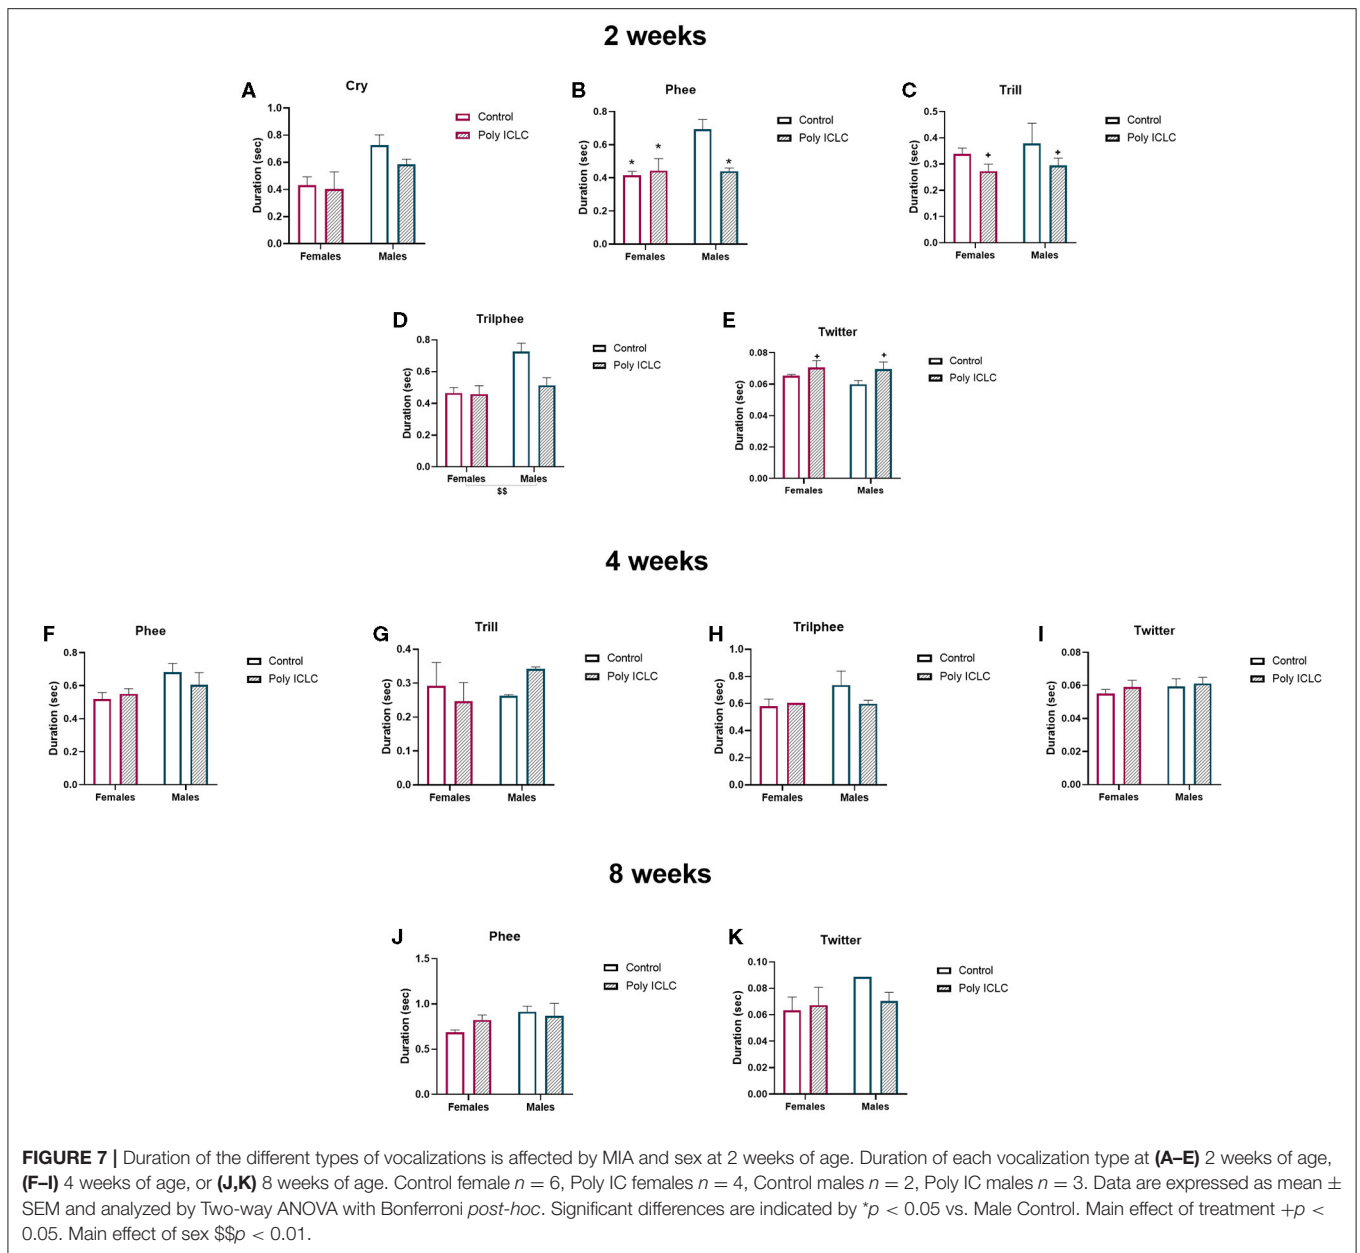 2 weeks
A
Cry
Duration (sec)
1.0
0.8
0.6
0.4
0.2
0.0
Females
Males
Control
Poly ICLC
B
Phee
Duration (sec)
0.8
0.6
0.4
0.2
0.0
*
*
*
Females
Males
Control
Poly ICLC
C
Trill
Duration (sec)
0.5
0.4
0.3
0.2
0.1
0.0
+
+
Females
Males
Control
Poly ICLC
D
Trilphee
Duration (sec)
0.8
0.6
0.4
0.2
0.0
Females
Males
$$
Control
Poly ICLC
E
Twitter
Duration (sec)
0.08
0.06
0.04
0.02
0.00
+
+
Females
Males
Control
Poly ICLC
4 weeks
F
Phee
Duration (sec)
0.8
0.6
0.4
0.2
0.0
Females
Males
Control
Poly ICLC
G
Trill
Duration (sec)
0.4
0.3
0.2
0.1
0.0
Females
Males
Control
Poly ICLC
H
Trilphee
Duration (sec)
1.0
0.8
0.6
0.4
0.2
0.0
Females
Males
Control
Poly ICLC
I
Twitter
Duration (sec)
0.08
0.06
0.04
0.02
0.00
Females
Males
Control
Poly ICLC
8 weeks
J
Phee
Duration (sec)
1.5
1.0
0.5
0.0
Females
Males
Control
Poly ICLC
K
Twitter
Duration (sec)
0.10
0.08
0.06
0.04
0.02
0.00
Females
Males
Control
Poly ICLC
FIGURE 7 | Duration of the different types of vocalizations is affected by MIA and sex at 2 weeks of age. Duration of each vocalization type at (A–E) 2 weeks of age,
(F–I) 4 weeks of age, or (J,K) 8 weeks of age. Control female n = 6, Poly IC females n = 4, Control males n = 2, Poly IC males n = 3. Data are expressed as mean ±
SEM and analyzed by Two-way ANOVA with Bonferroni post-hoc. Significant differences are indicated by *p < 0.05 vs. Male Control. Main effect of treatment +p <
0.05. Main effect of sex $$p < 0.01.